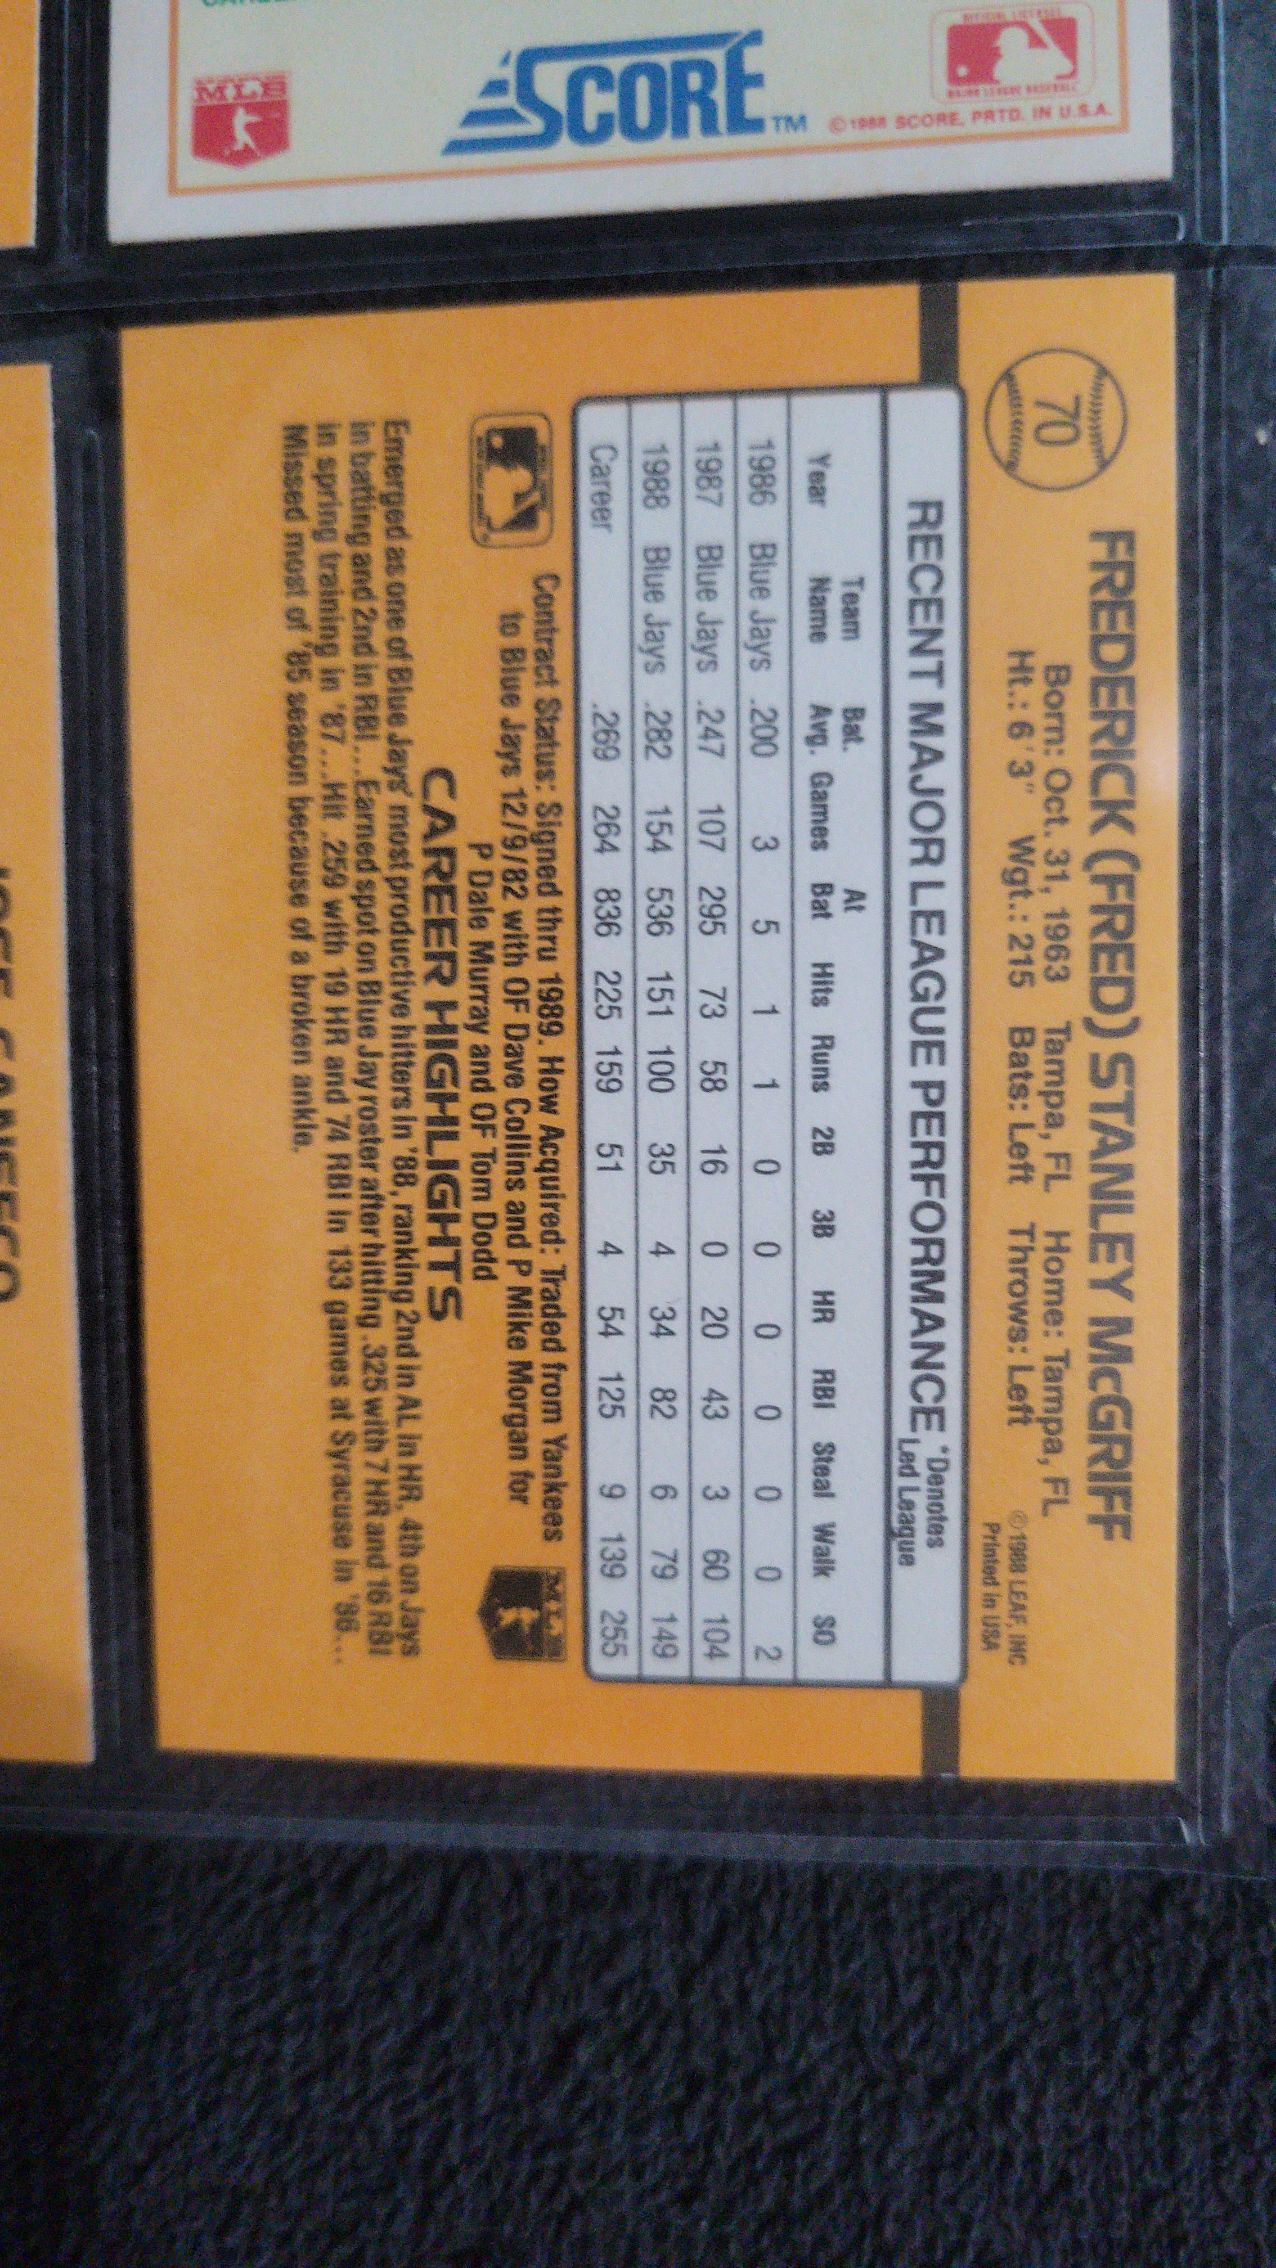 SCORE TM
©1988 SCORE, PRTD. IN U.S.A.
MLB
70
FREDERICK (FRED) STANLEY McGRIFF
Born: Oct. 31, 1963 Tampa, FL Home: Tampa, FL
Ht.: 6'3" Wgt.: 215 Bats: Left Throws: Left
©1988 LEAF, INC
Printed in USA
RECENT MAJOR LEAGUE PERFORMANCE *Denotes Led League
Year Team Name Bat. Avg. Games At Bat Hits Runs 2B 3B HR RBI Steal Walk SO
1986 Blue Jays .200 3 5 1 1 0 0 0 0 0 0 2
1987 Blue Jays .247 107 295 73 58 16 0 20 43 3 60 104
1988 Blue Jays .282 154 536 151 100 35 4 34 82 6 79 149
Career .269 264 836 225 159 51 4 54 125 9 139 255
Contract Status: Signed thru 1989. How Acquired: Traded from Yankees
to Blue Jays 12/9/82 with OF Dave Collins and P Mike Morgan for
P Dale Murray and OF Tom Dodd
MLB
CAREER HIGHLIGHTS
Emerged as one of Blue Jays' most productive hitters in '88, ranking 2nd in AL in HR, 4th on Jays
in batting and 2nd in RBI...Earned spot on Blue Jay roster after hitting .325 with 7 HR and 16 RBI
in spring training in '87...Hit .259 with 19 HR and 74 RBI in 133 games at Syracuse in '86...
Missed most of '85 season because of a broken ankle.